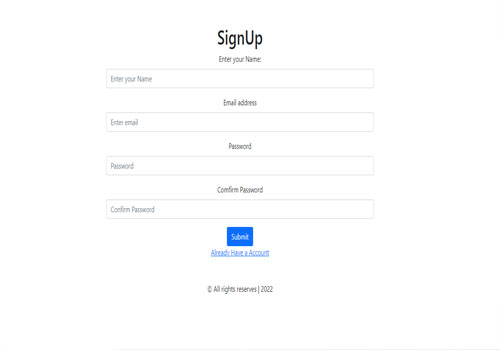 SignUp
Enter your Name:
Enter your Name
Email address
Enter email
Password
Password
Comfirm Password
Confirm Password
Submit
Already Have a Account
© All rights reserves | 2022